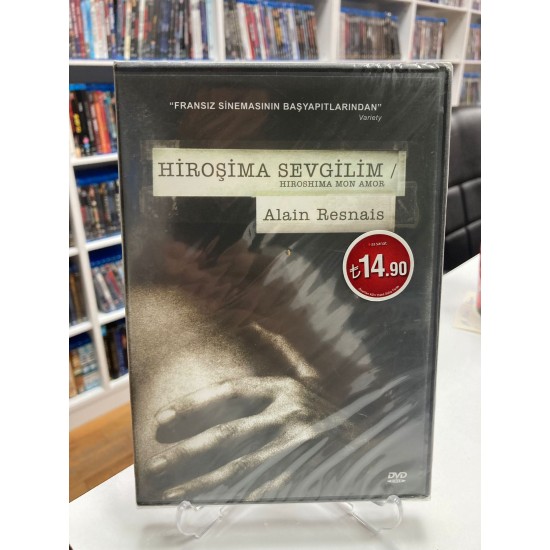 "FRANSIZ SİNEMASININ BAŞYAPITLARINDAN"
Variety
HİROŞİMA SEVGİLİM /
HIROSHIMA MON AMOR
Alain Resnais
₺14.90
DVD